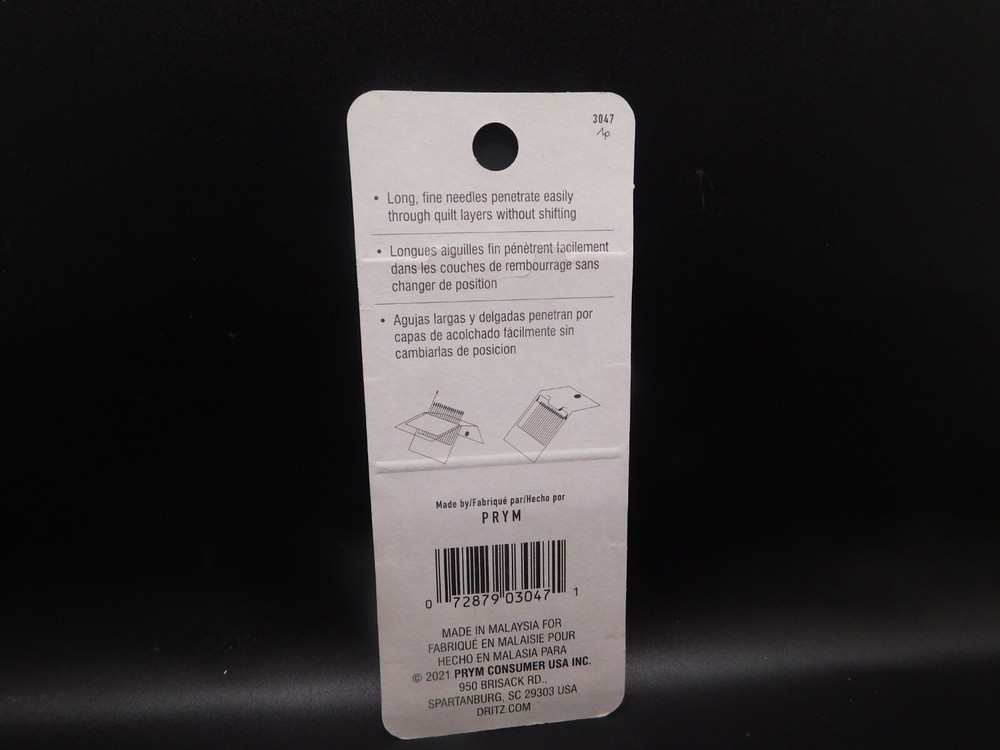 3047
• Long, fine needles penetrate easily
through quilt layers without shifting
• Longues aiguilles fin pénètrent facilement
dans les couches de rembourrage sans
changer de position
• Agujas largas y delgadas penetran por
capas de acolchado fácilmente sin
cambiarlas de posicion
Made by/Fabriqué par/Hecho por
PRYM
0 72879 03047 1
MADE IN MALAYSIA FOR
FABRIQUÉ EN MALAISIE POUR
HECHO EN MALASIA PARA
© 2021 PRYM CONSUMER USA INC.
950 BRISACK RD.,
SPARTANBURG, SC 29303 USA
DRITZ.COM